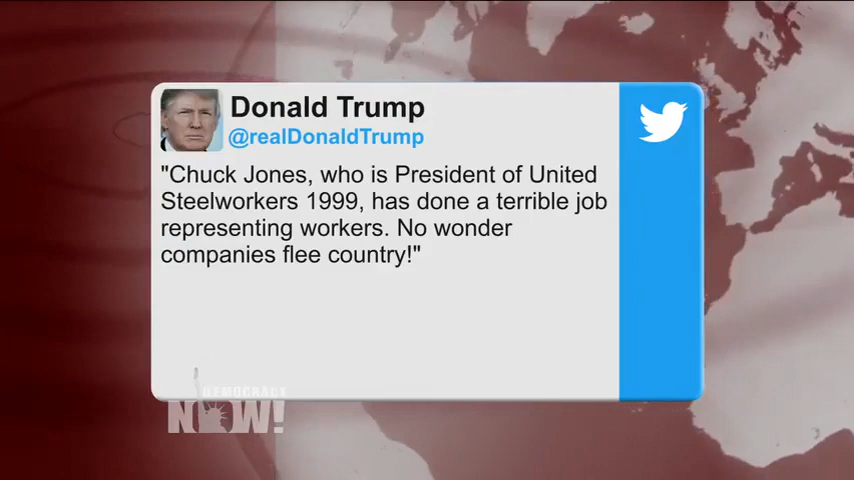 Donald Trump
@realDonaldTrump
"Chuck Jones, who is President of United
Steelworkers 1999, has done a terrible job
representing workers. No wonder
companies flee country!"
DEMOCRACY
NOW!